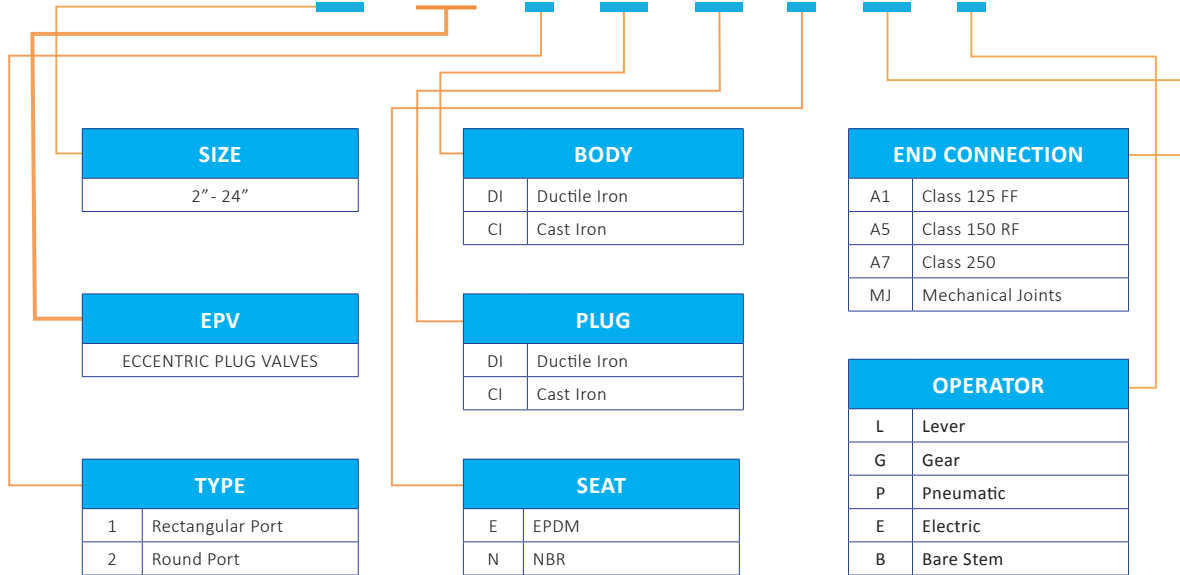 SIZE
2” - 24”
EPV
ECCENTRIC PLUG VALVES
TYPE
1 Rectangular Port
2 Round Port
BODY
DI Ductile Iron
CI Cast Iron
PLUG
DI Ductile Iron
CI Cast Iron
SEAT
E EPDM
N NBR
END CONNECTION
A1 Class 125 FF
A5 Class 150 RF
A7 Class 250
MJ Mechanical Joints
OPERATOR
L Lever
G Gear
P Pneumatic
E Electric
B Bare Stem